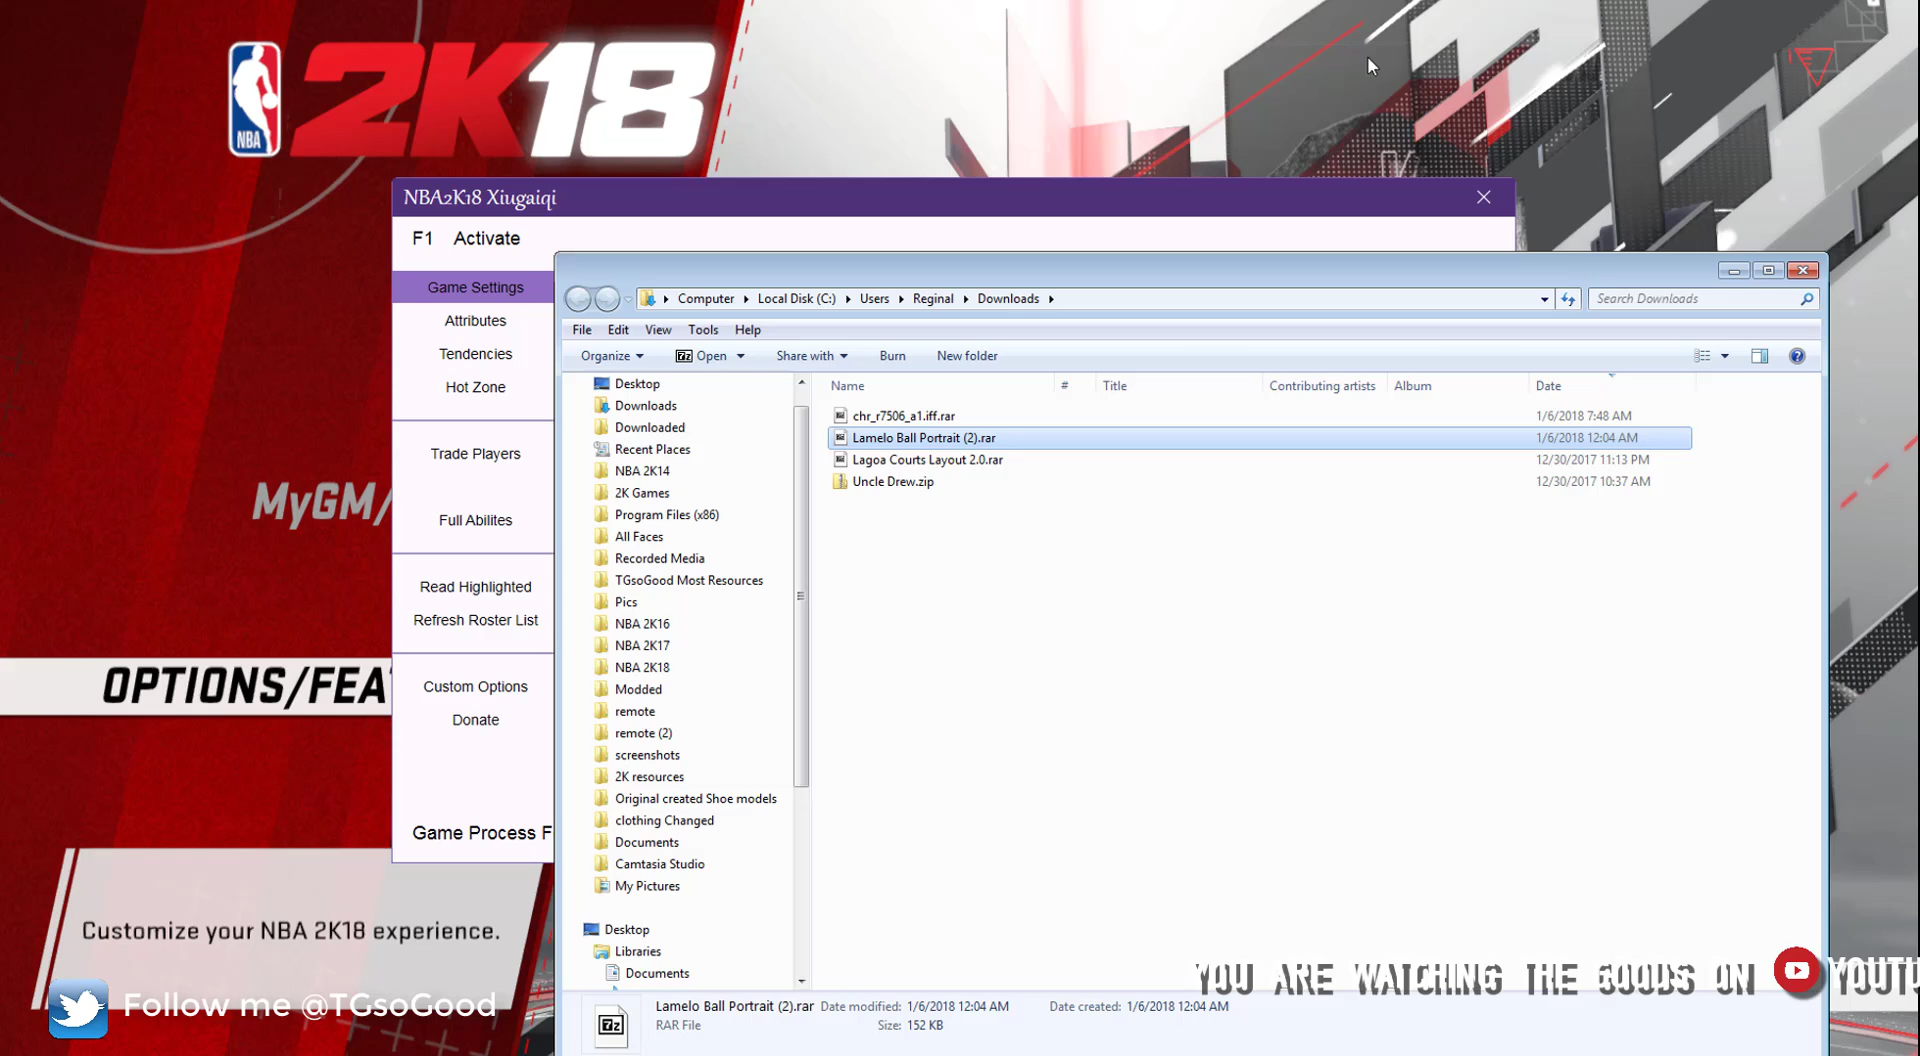 NBA
2K18
NBA2K18 Xiugaiqi
F1 Activate
Game Settings
Attributes
Tendencies
Hot Zone
Trade Players
Full Abilites
Read Highlighted
Refresh Roster List
Custom Options
Donate
Game Process F
MyGM/
OPTIONS/FEA
Customize your NBA 2K18 experience.
Follow me @TGsoGood
Computer Local Disk (C:) Users Reginal Downloads
Search Downloads
File Edit View Tools Help
Organize Open Share with Burn New folder
Desktop
Downloads
Downloaded
Recent Places
NBA 2K14
2K Games
Program Files (x86)
All Faces
Recorded Media
TGsoGood Most Resources
Pics
NBA 2K16
NBA 2K17
NBA 2K18
Modded
remote
remote (2)
screenshots
2K resources
Original created Shoe models
clothing Changed
Documents
Camtasia Studio
My Pictures
Desktop
Libraries
Documents
Name # Title Contributing artists Album Date
chr_r7506_a1.iff.rar 1/6/2018 7:48 AM
Lamelo Ball Portrait (2).rar 1/6/2018 12:04 AM
Lagoa Courts Layout 2.0.rar 12/30/2017 11:13 PM
Uncle Drew.zip 12/30/2017 10:37 AM
YOU ARE WATCHING THE GOODS ON YOUTU
7z Lamelo Ball Portrait (2).rar Date modified: 1/6/2018 12:04 AM Date created: 1/6/2018 12:04 AM
RAR File Size: 152 KB